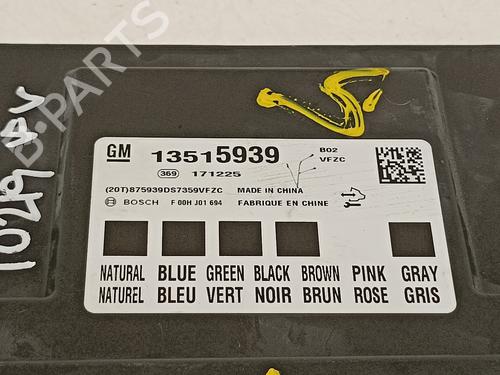 B-PARTS
GM 13515939 B02
VFZC
369 171225
(20T)875939DS7359VFZC MADE IN CHINA
BOSCH F 00H J01 694 FABRIQUE EN CHINE
NATURAL BLUE GREEN BLACK BROWN PINK GRAY
NATUREL BLEU VERT NOIR BRUN ROSE GRIS